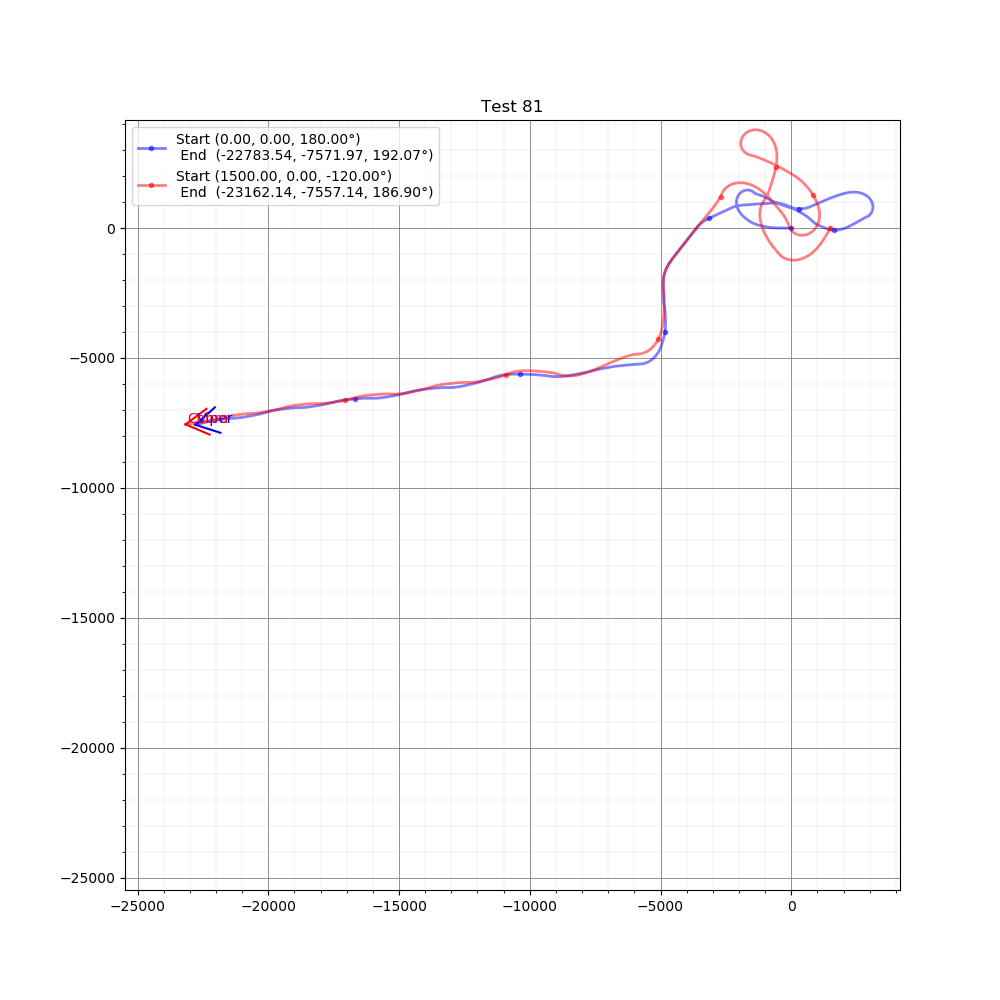 Test 81
Start (0.00, 0.00, 180.00°)
End (-22783.54, -7571.97, 192.07°)
Start (1500.00, 0.00, -120.00°)
End (-23162.14, -7557.14, 186.90°)
0
−5000
−10000
−15000
−20000
−25000
−25000 −20000 −15000 −10000 −5000 0